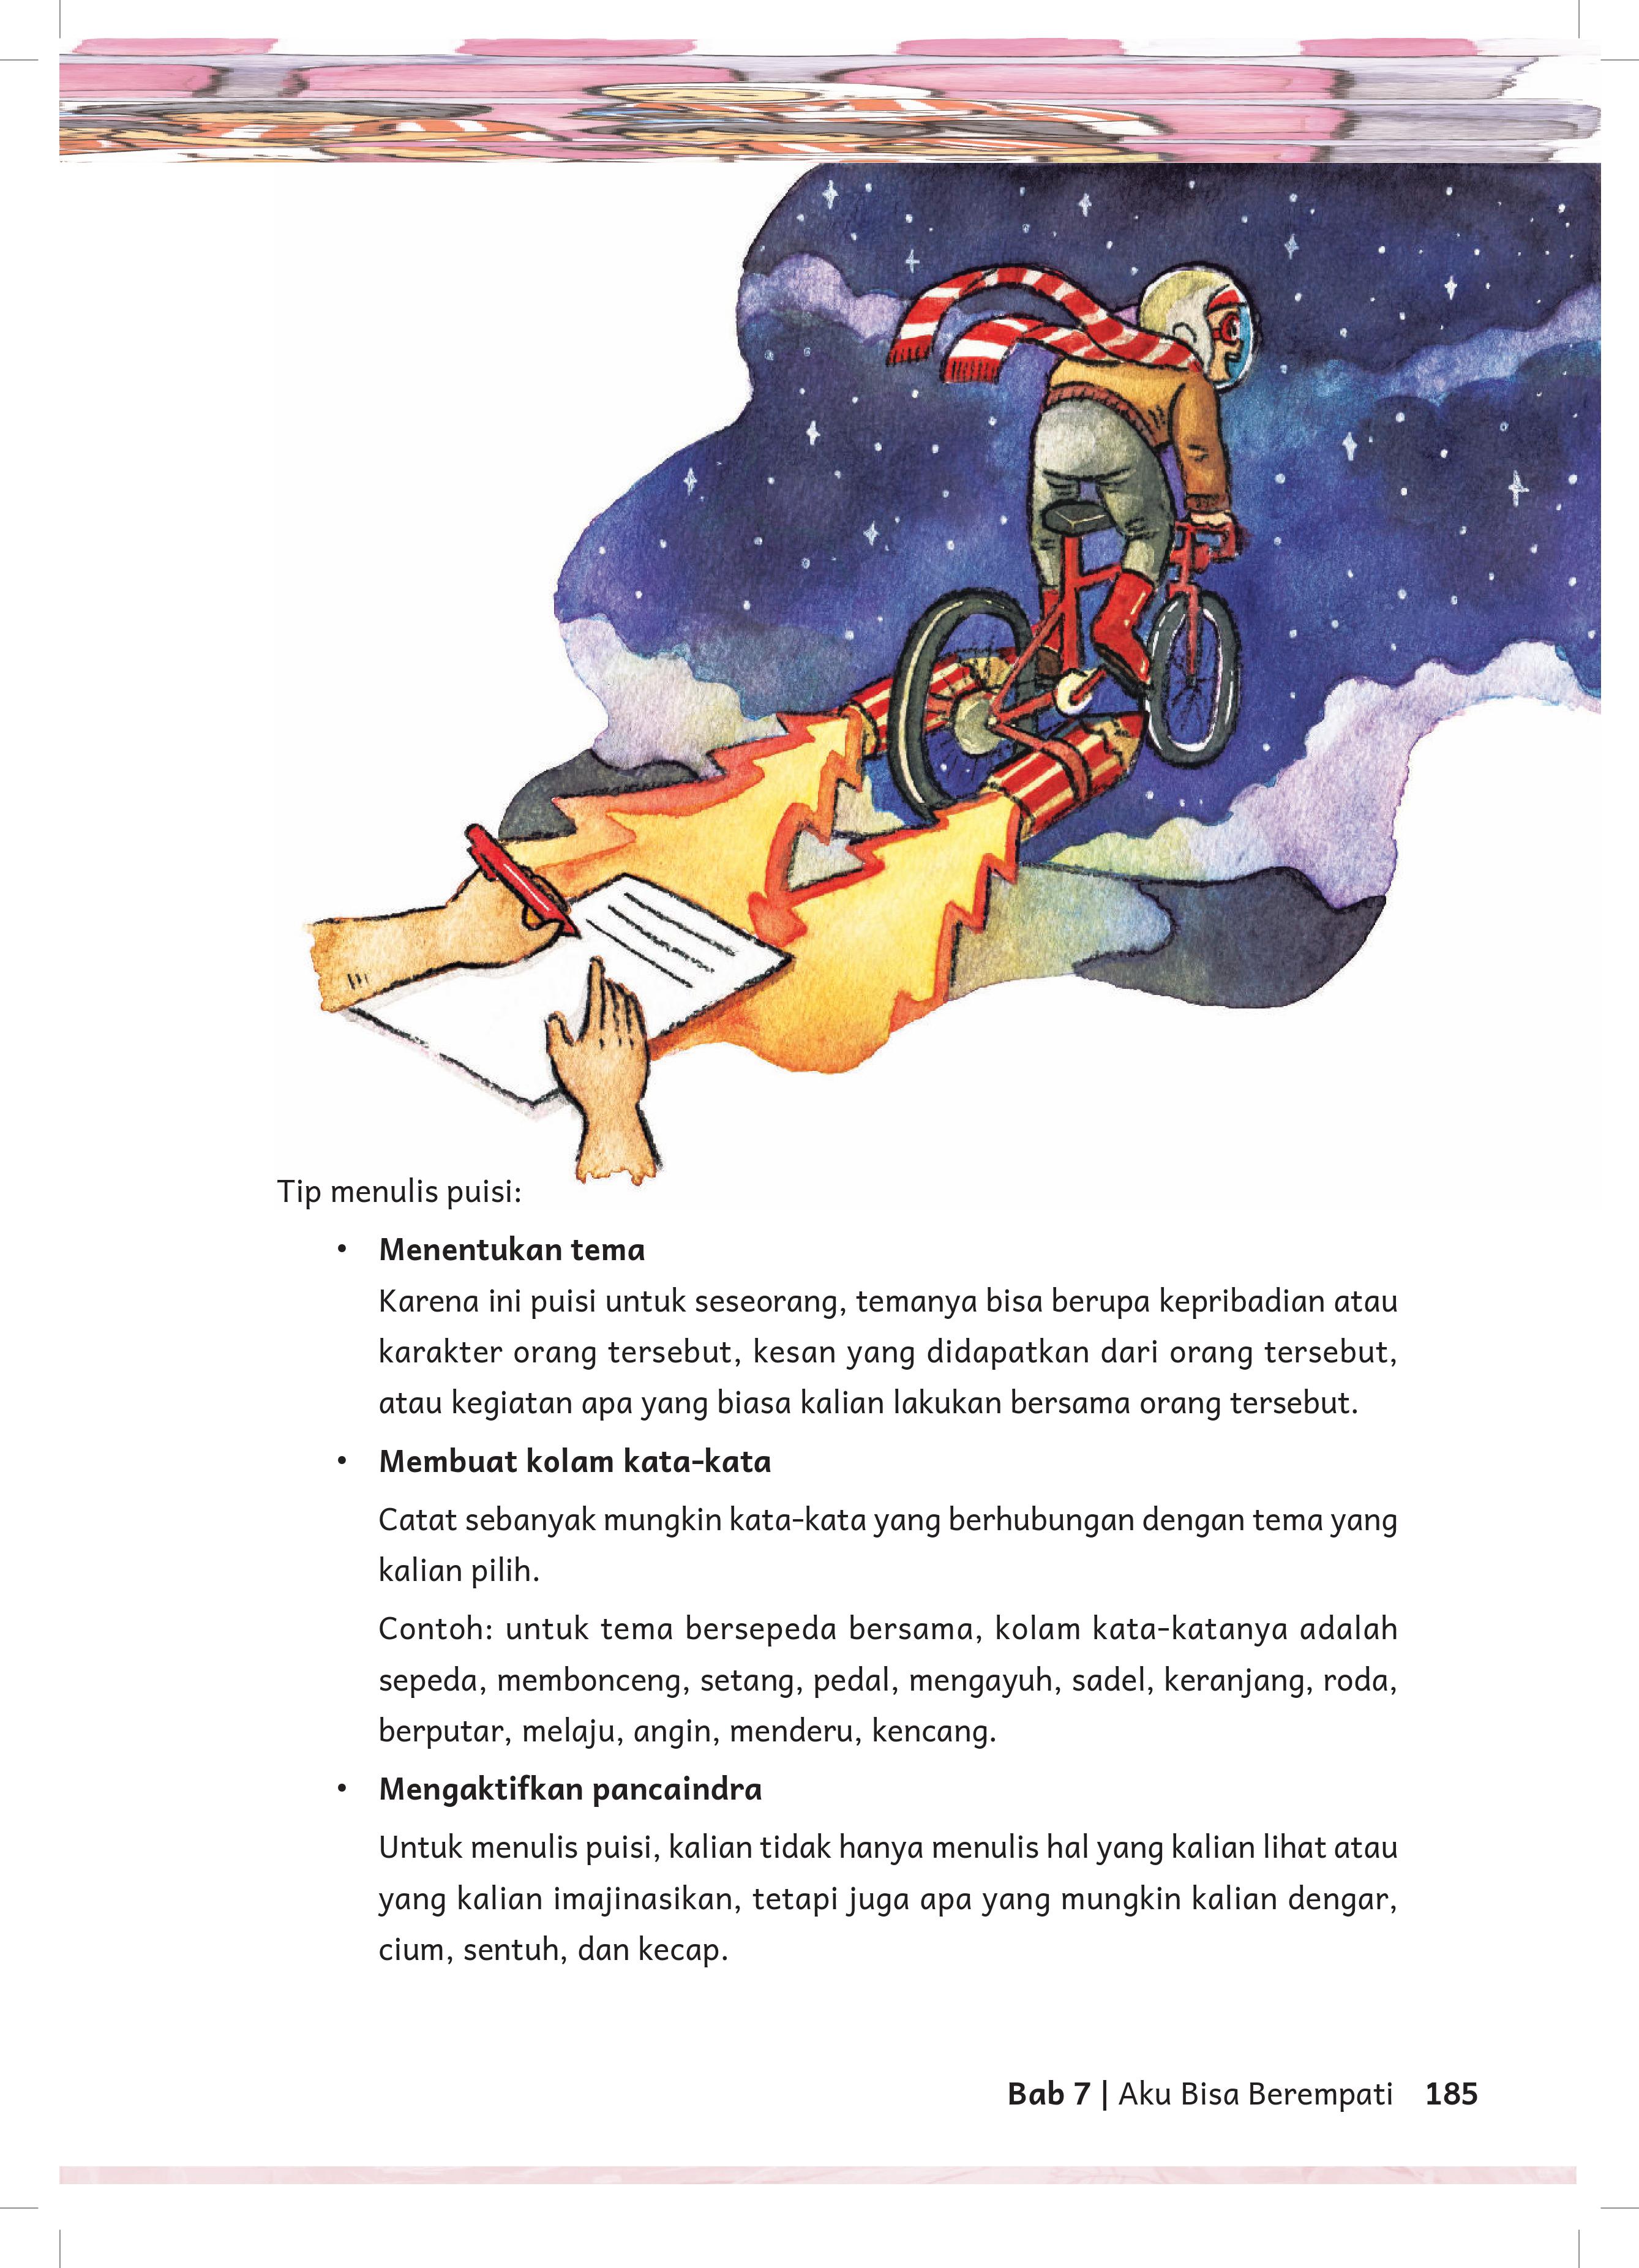 Tip menulis puisi:
• Menentukan tema
Karena ini puisi untuk seseorang, temanya bisa berupa kepribadian atau
karakter orang tersebut, kesan yang didapatkan dari orang tersebut,
atau kegiatan apa yang biasa kalian lakukan bersama orang tersebut.
• Membuat kolam kata-kata
Catat sebanyak mungkin kata-kata yang berhubungan dengan tema yang
kalian pilih.
Contoh: untuk tema bersepeda bersama, kolam kata-katanya adalah
sepeda, membonceng, setang, pedal, mengayuh, sadel, keranjang, roda,
berputar, melaju, angin, menderu, kencang.
• Mengaktifkan pancaindra
Untuk menulis puisi, kalian tidak hanya menulis hal yang kalian lihat atau
yang kalian imajinasikan, tetapi juga apa yang mungkin kalian dengar,
cium, sentuh, dan kecap.
Bab 7 | Aku Bisa Berempati 185